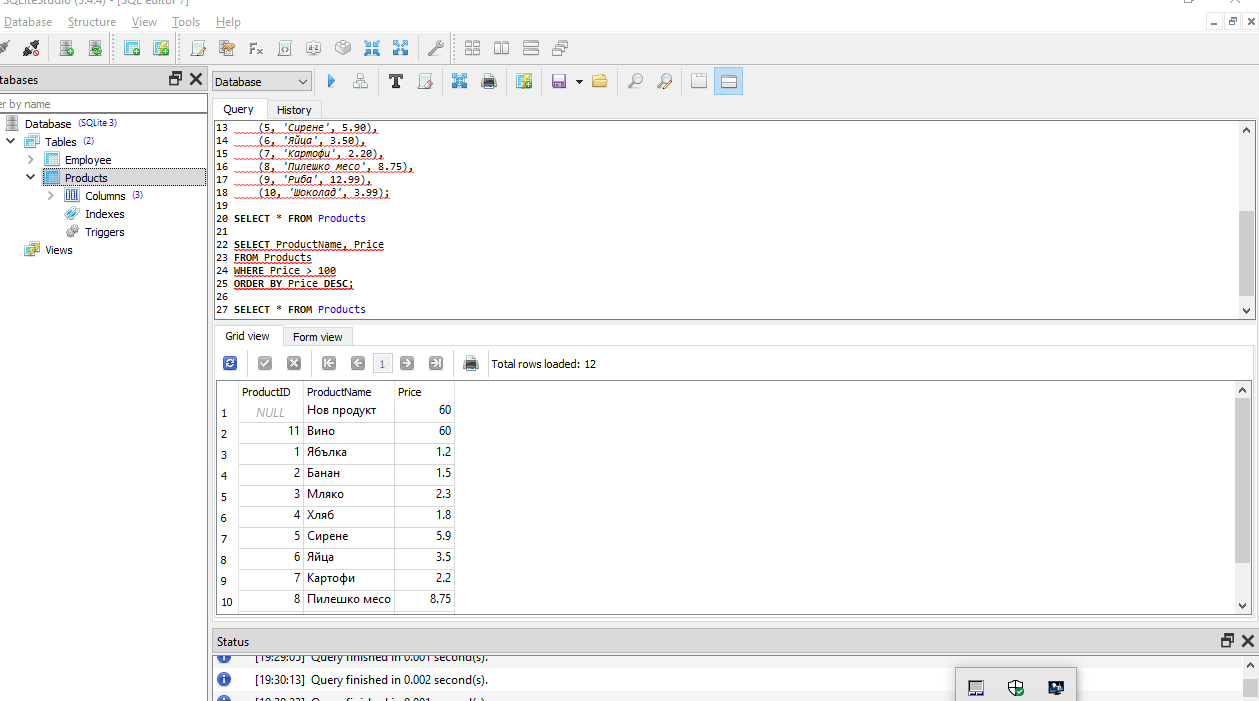 SQLiteStudio (3.4.4) - [SQL editor 7]
Database Structure View Tools Help
tabases
er by name
Database (SQLite 3)
Tables (2)
Employee
Products
Columns (3)
Indexes
Triggers
Views
Database
Query History
13 (5, 'Сирене', 5.90),
14 (6, 'Яйца', 3.50),
15 (7, 'Картофи', 2.20),
16 (8, 'Пилешко месо', 8.75),
17 (9, 'Риба', 12.99),
18 (10, 'Шоколад', 3.99);
19
20 SELECT * FROM Products
21
22 SELECT ProductName, Price
23 FROM Products
24 WHERE Price > 100
25 ORDER BY Price DESC;
26
27 SELECT * FROM Products
Grid view Form view
1 Total rows loaded: 12
ProductID ProductName Price
1 NULL Нов продукт 60
2 11 Вино 60
3 1 Ябълка 1.2
4 2 Банан 1.5
5 3 Мляко 2.3
6 4 Хляб 1.8
7 5 Сирене 5.9
8 6 Яйца 3.5
9 7 Картофи 2.2
10 8 Пилешко месо 8.75
Status
[19:29:05] Query finished in 0.001 second(s).
[19:30:13] Query finished in 0.002 second(s).
Query finished in 0.001 second(s).